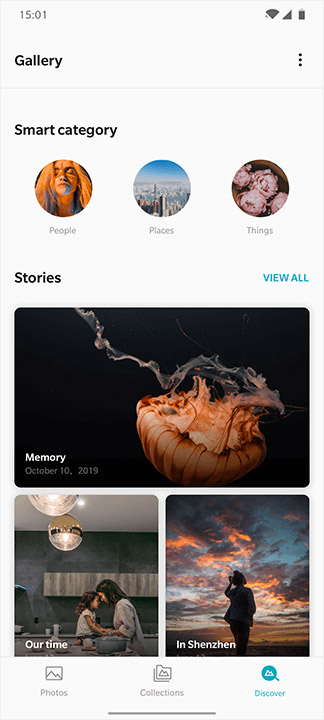 15:01
Gallery
Smart category
People
Places
Things
Stories
VIEW ALL
Memory
October 10, 2019
Our time
In Shenzhen
Photos
Collections
Discover